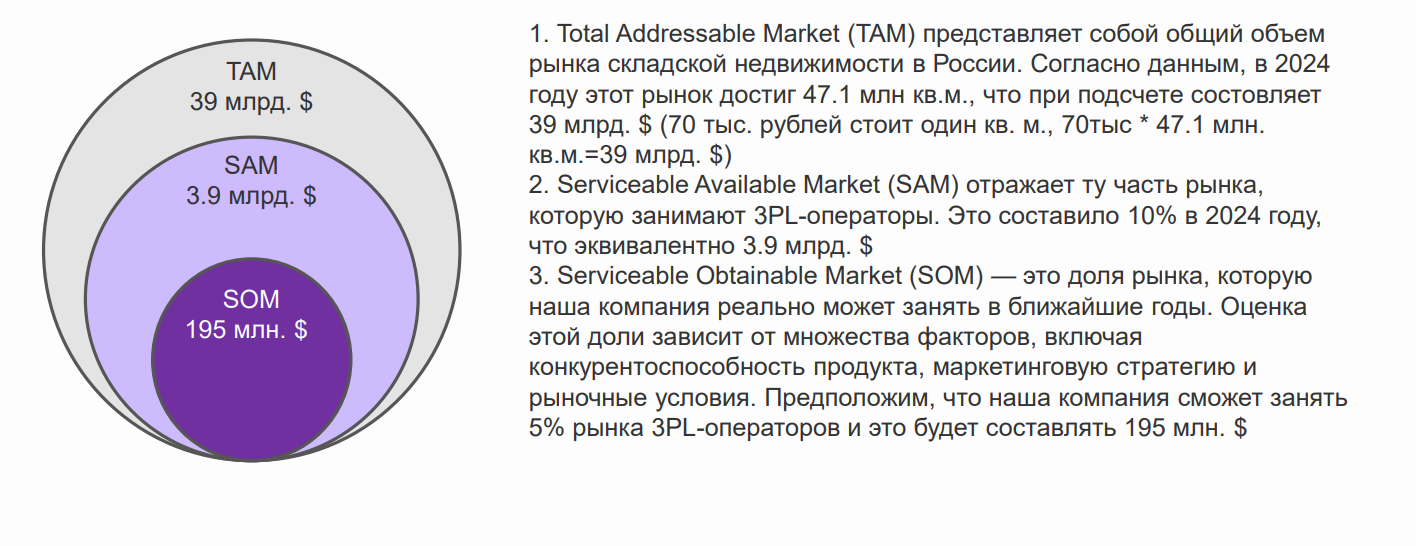 TAM
39 млрд. $
SAM
3.9 млрд. $
SOM
195 млн. $
1. Total Addressable Market (TAM) представляет собой общий объем
рынка складской недвижимости в России. Согласно данным, в 2024
году этот рынок достиг 47.1 млн кв.м., что при подсчете состовляет
39 млрд. $ (70 тыс. рублей стоит один кв. м., 70тыс * 47.1 млн.
кв.м.=39 млрд. $)
2. Serviceable Available Market (SAM) отражает ту часть рынка,
которую занимают 3PL-операторы. Это составило 10% в 2024 году,
что эквивалентно 3.9 млрд. $
3. Serviceable Obtainable Market (SOM) — это доля рынка, которую
наша компания реально может занять в ближайшие годы. Оценка
этой доли зависит от множества факторов, включая
конкурентоспособность продукта, маркетинговую стратегию и
рыночные условия. Предположим, что наша компания сможет занять
5% рынка 3PL-операторов и это будет составлять 195 млн. $